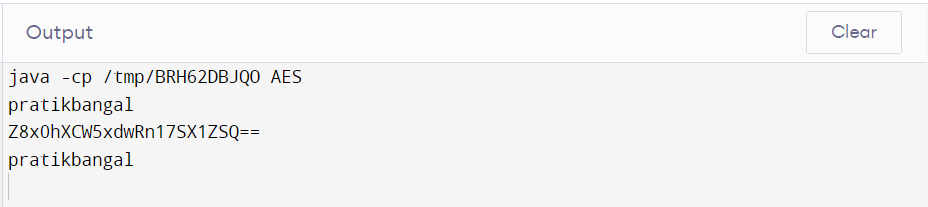 Output
Clear
java -cp /tmp/BRH62DBJQO AES
pratikbangal
Z8x0hXCW5xdwRn17SX1ZSQ==
pratikbangal